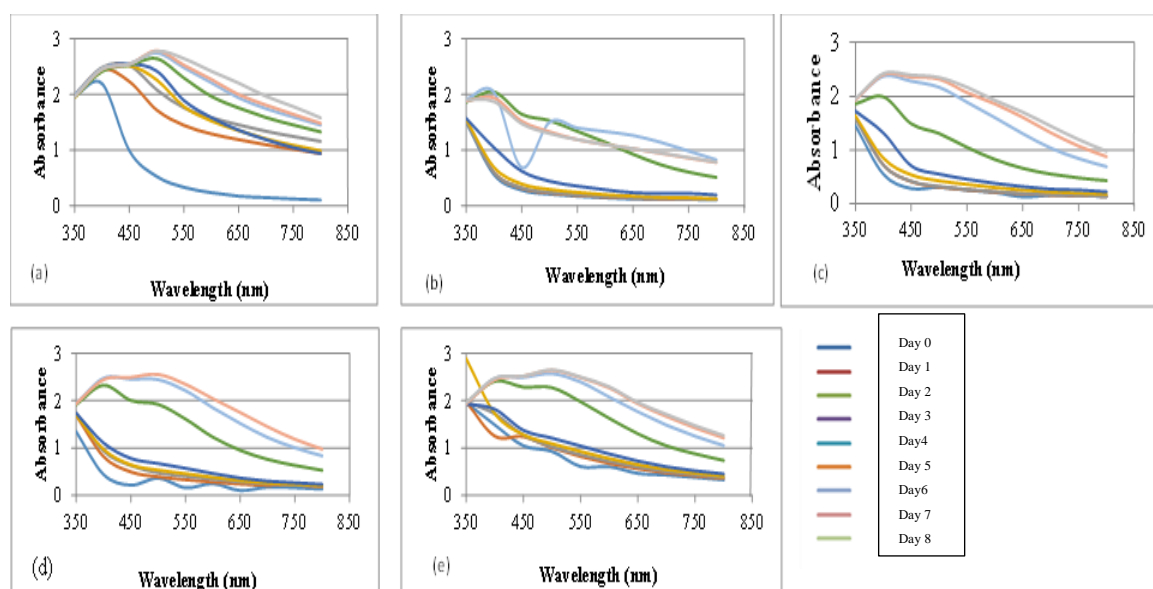 3
2
1
0
350 450 550 650 750 850
Absorbance
Wavelength (nm)
(a)
3
2
1
0
350 450 550 650 750 850
Absorbance
Wavelength (nm)
(b)
3
2
1
0
350 450 550 650 750 850
Absorbance
Wavelength (nm)
(c)
3
2
1
0
350 450 550 650 750 850
Absorbance
Wavelength (nm)
(d)
3
2
1
0
350 450 550 650 750 850
Absorbance
Wavelength (nm)
(e)
Day 0
Day 1
Day 2
Day 3
Day4
Day 5
Day6
Day 7
Day 8